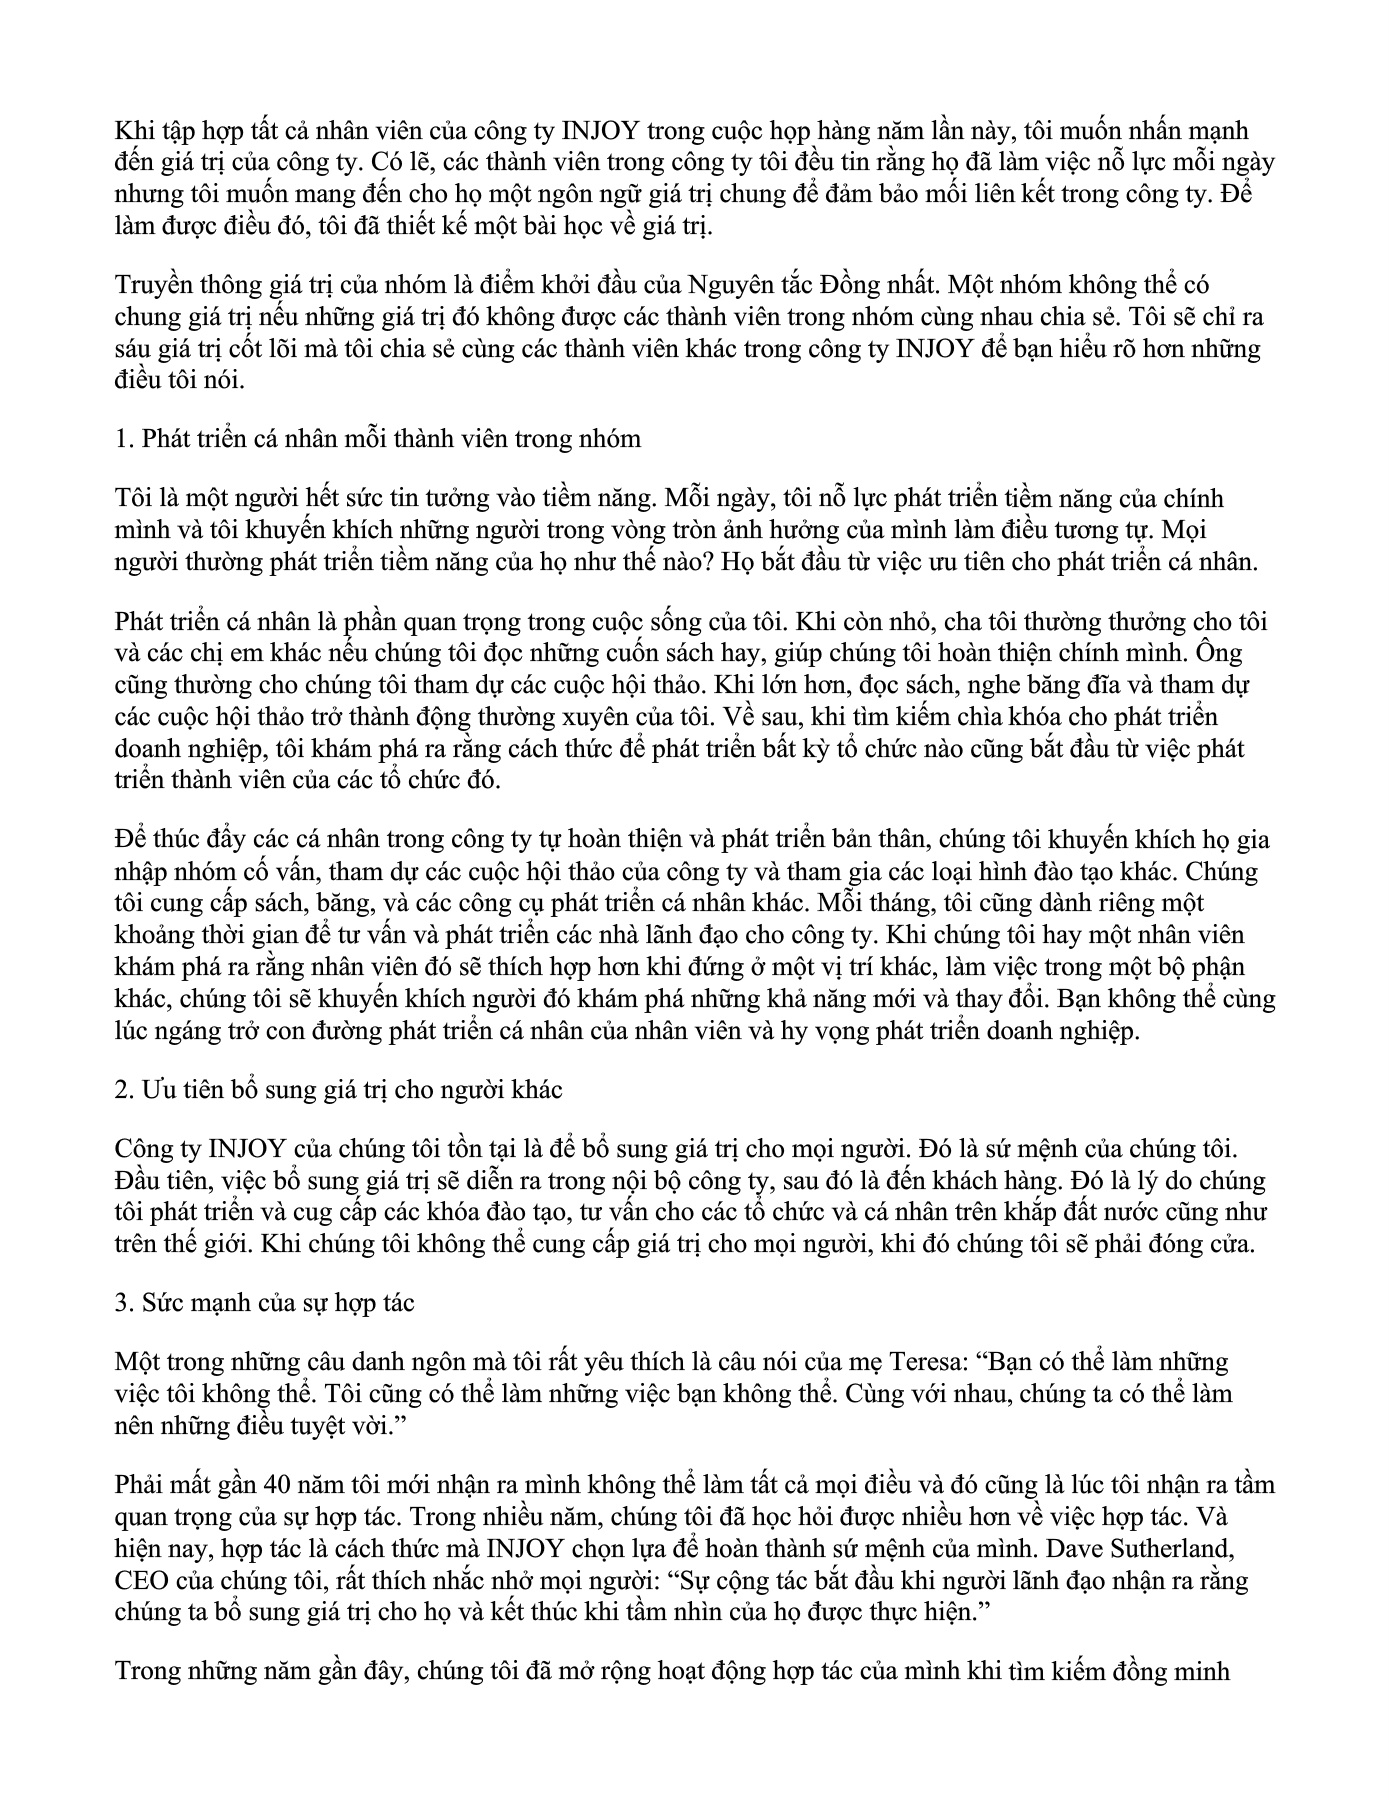 Khi tập hợp tất cả nhân viên của công ty INJOY trong cuộc họp hàng năm lần này, tôi muốn nhấn mạnh
đến giá trị của công ty. Có lẽ, các thành viên trong công ty tôi đều tin rằng họ đã làm việc nỗ lực mỗi ngày
nhưng tôi muốn mang đến cho họ một ngôn ngữ giá trị chung để đảm bảo mối liên kết trong công ty. Để
làm được điều đó, tôi đã thiết kế một bài học về giá trị.
Truyền thông giá trị của nhóm là điểm khởi đầu của Nguyên tắc Đồng nhất. Một nhóm không thể có
chung giá trị nếu những giá trị đó không được các thành viên trong nhóm cùng nhau chia sẻ. Tôi sẽ chỉ ra
sáu giá trị cốt lõi mà tôi chia sẻ cùng các thành viên khác trong công ty INJOY để bạn hiểu rõ hơn những
điều tôi nói.
1. Phát triển cá nhân mỗi thành viên trong nhóm
Tôi là một người hết sức tin tưởng vào tiềm năng. Mỗi ngày, tôi nỗ lực phát triển tiềm năng của chính
mình và tôi khuyến khích những người trong vòng tròn ảnh hưởng của mình làm điều tương tự. Mọi
người thường phát triển tiềm năng của họ như thế nào? Họ bắt đầu từ việc ưu tiên cho phát triển cá nhân.
Phát triển cá nhân là phần quan trọng trong cuộc sống của tôi. Khi còn nhỏ, cha tôi thường thưởng cho tôi
và các chị em khác nếu chúng tôi đọc những cuốn sách hay, giúp chúng tôi hoàn thiện chính mình. Ông
cũng thường cho chúng tôi tham dự các cuộc hội thảo. Khi lớn hơn, đọc sách, nghe băng đĩa và tham dự
các cuộc hội thảo trở thành động thường xuyên của tôi. Về sau, khi tìm kiếm chìa khóa cho phát triển
doanh nghiệp, tôi khám phá ra rằng cách thức để phát triển bất kỳ tổ chức nào cũng bắt đầu từ việc phát
triển thành viên của các tổ chức đó.
Để thúc đẩy các cá nhân trong công ty tự hoàn thiện và phát triển bản thân, chúng tôi khuyến khích họ gia
nhập nhóm cố vấn, tham dự các cuộc hội thảo của công ty và tham gia các loại hình đào tạo khác. Chúng
tôi cung cấp sách, băng, và các công cụ phát triển cá nhân khác. Mỗi tháng, tôi cũng dành riêng một
khoảng thời gian để tư vấn và phát triển các nhà lãnh đạo cho công ty. Khi chúng tôi hay một nhân viên
khám phá ra rằng nhân viên đó sẽ thích hợp hơn khi đứng ở một vị trí khác, làm việc trong một bộ phận
khác, chúng tôi sẽ khuyến khích người đó khám phá những khả năng mới và thay đổi. Bạn không thể cùng
lúc ngáng trở con đường phát triển cá nhân của nhân viên và hy vọng phát triển doanh nghiệp.
2. Ưu tiên bổ sung giá trị cho người khác
Công ty INJOY của chúng tôi tồn tại là để bổ sung giá trị cho mọi người. Đó là sứ mệnh của chúng tôi.
Đầu tiên, việc bổ sung giá trị sẽ diễn ra trong nội bộ công ty, sau đó là đến khách hàng. Đó là lý do chúng
tôi phát triển và cug cấp các khóa đào tạo, tư vấn cho các tổ chức và cá nhân trên khắp đất nước cũng như
trên thế giới. Khi chúng tôi không thể cung cấp giá trị cho mọi người, khi đó chúng tôi sẽ phải đóng cửa.
3. Sức mạnh của sự hợp tác
Một trong những câu danh ngôn mà tôi rất yêu thích là câu nói của mẹ Teresa: “Bạn có thể làm những
việc tôi không thể. Tôi cũng có thể làm những việc bạn không thể. Cùng với nhau, chúng ta có thể làm
nên những điều tuyệt vời.”
Phải mất gần 40 năm tôi mới nhận ra mình không thể làm tất cả mọi điều và đó cũng là lúc tôi nhận ra tầm
quan trọng của sự hợp tác. Trong nhiều năm, chúng tôi đã học hỏi được nhiều hơn về việc hợp tác. Và
hiện nay, hợp tác là cách thức mà INJOY chọn lựa để hoàn thành sứ mệnh của mình. Dave Sutherland,
CEO của chúng tôi, rất thích nhắc nhở mọi người: “Sự cộng tác bắt đầu khi người lãnh đạo nhận ra rằng
chúng ta bổ sung giá trị cho họ và kết thúc khi tầm nhìn của họ được thực hiện.”
Trong những năm gần đây, chúng tôi đã mở rộng hoạt động hợp tác của mình khi tìm kiếm đồng minh